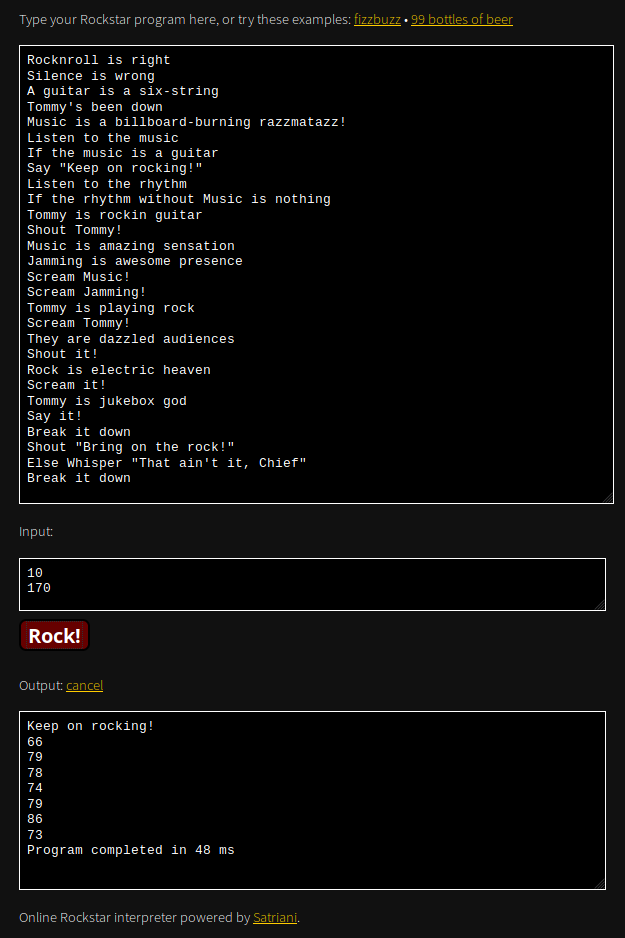 Type your Rockstar program here, or try these examples: fizzbuzz • 99 bottles of beer
Rocknroll is right
Silence is wrong
A guitar is a six-string
Tommy's been down
Music is a billboard-burning razzmatazz!
Listen to the music
If the music is a guitar
Say "Keep on rocking!"
Listen to the rhythm
If the rhythm without Music is nothing
Tommy is rockin guitar
Shout Tommy!
Music is amazing sensation
Jamming is awesome presence
Scream Music!
Scream Jamming!
Tommy is playing rock
Scream Tommy!
They are dazzled audiences
Shout it!
Rock is electric heaven
Scream it!
Tommy is jukebox god
Say it!
Break it down
Shout "Bring on the rock!"
Else Whisper "That ain't it, Chief"
Break it down
Input:
10
170
Rock!
Output: cancel
Keep on rocking!
66
79
78
74
79
86
73
Program completed in 48 ms
Online Rockstar interpreter powered by Satriani.